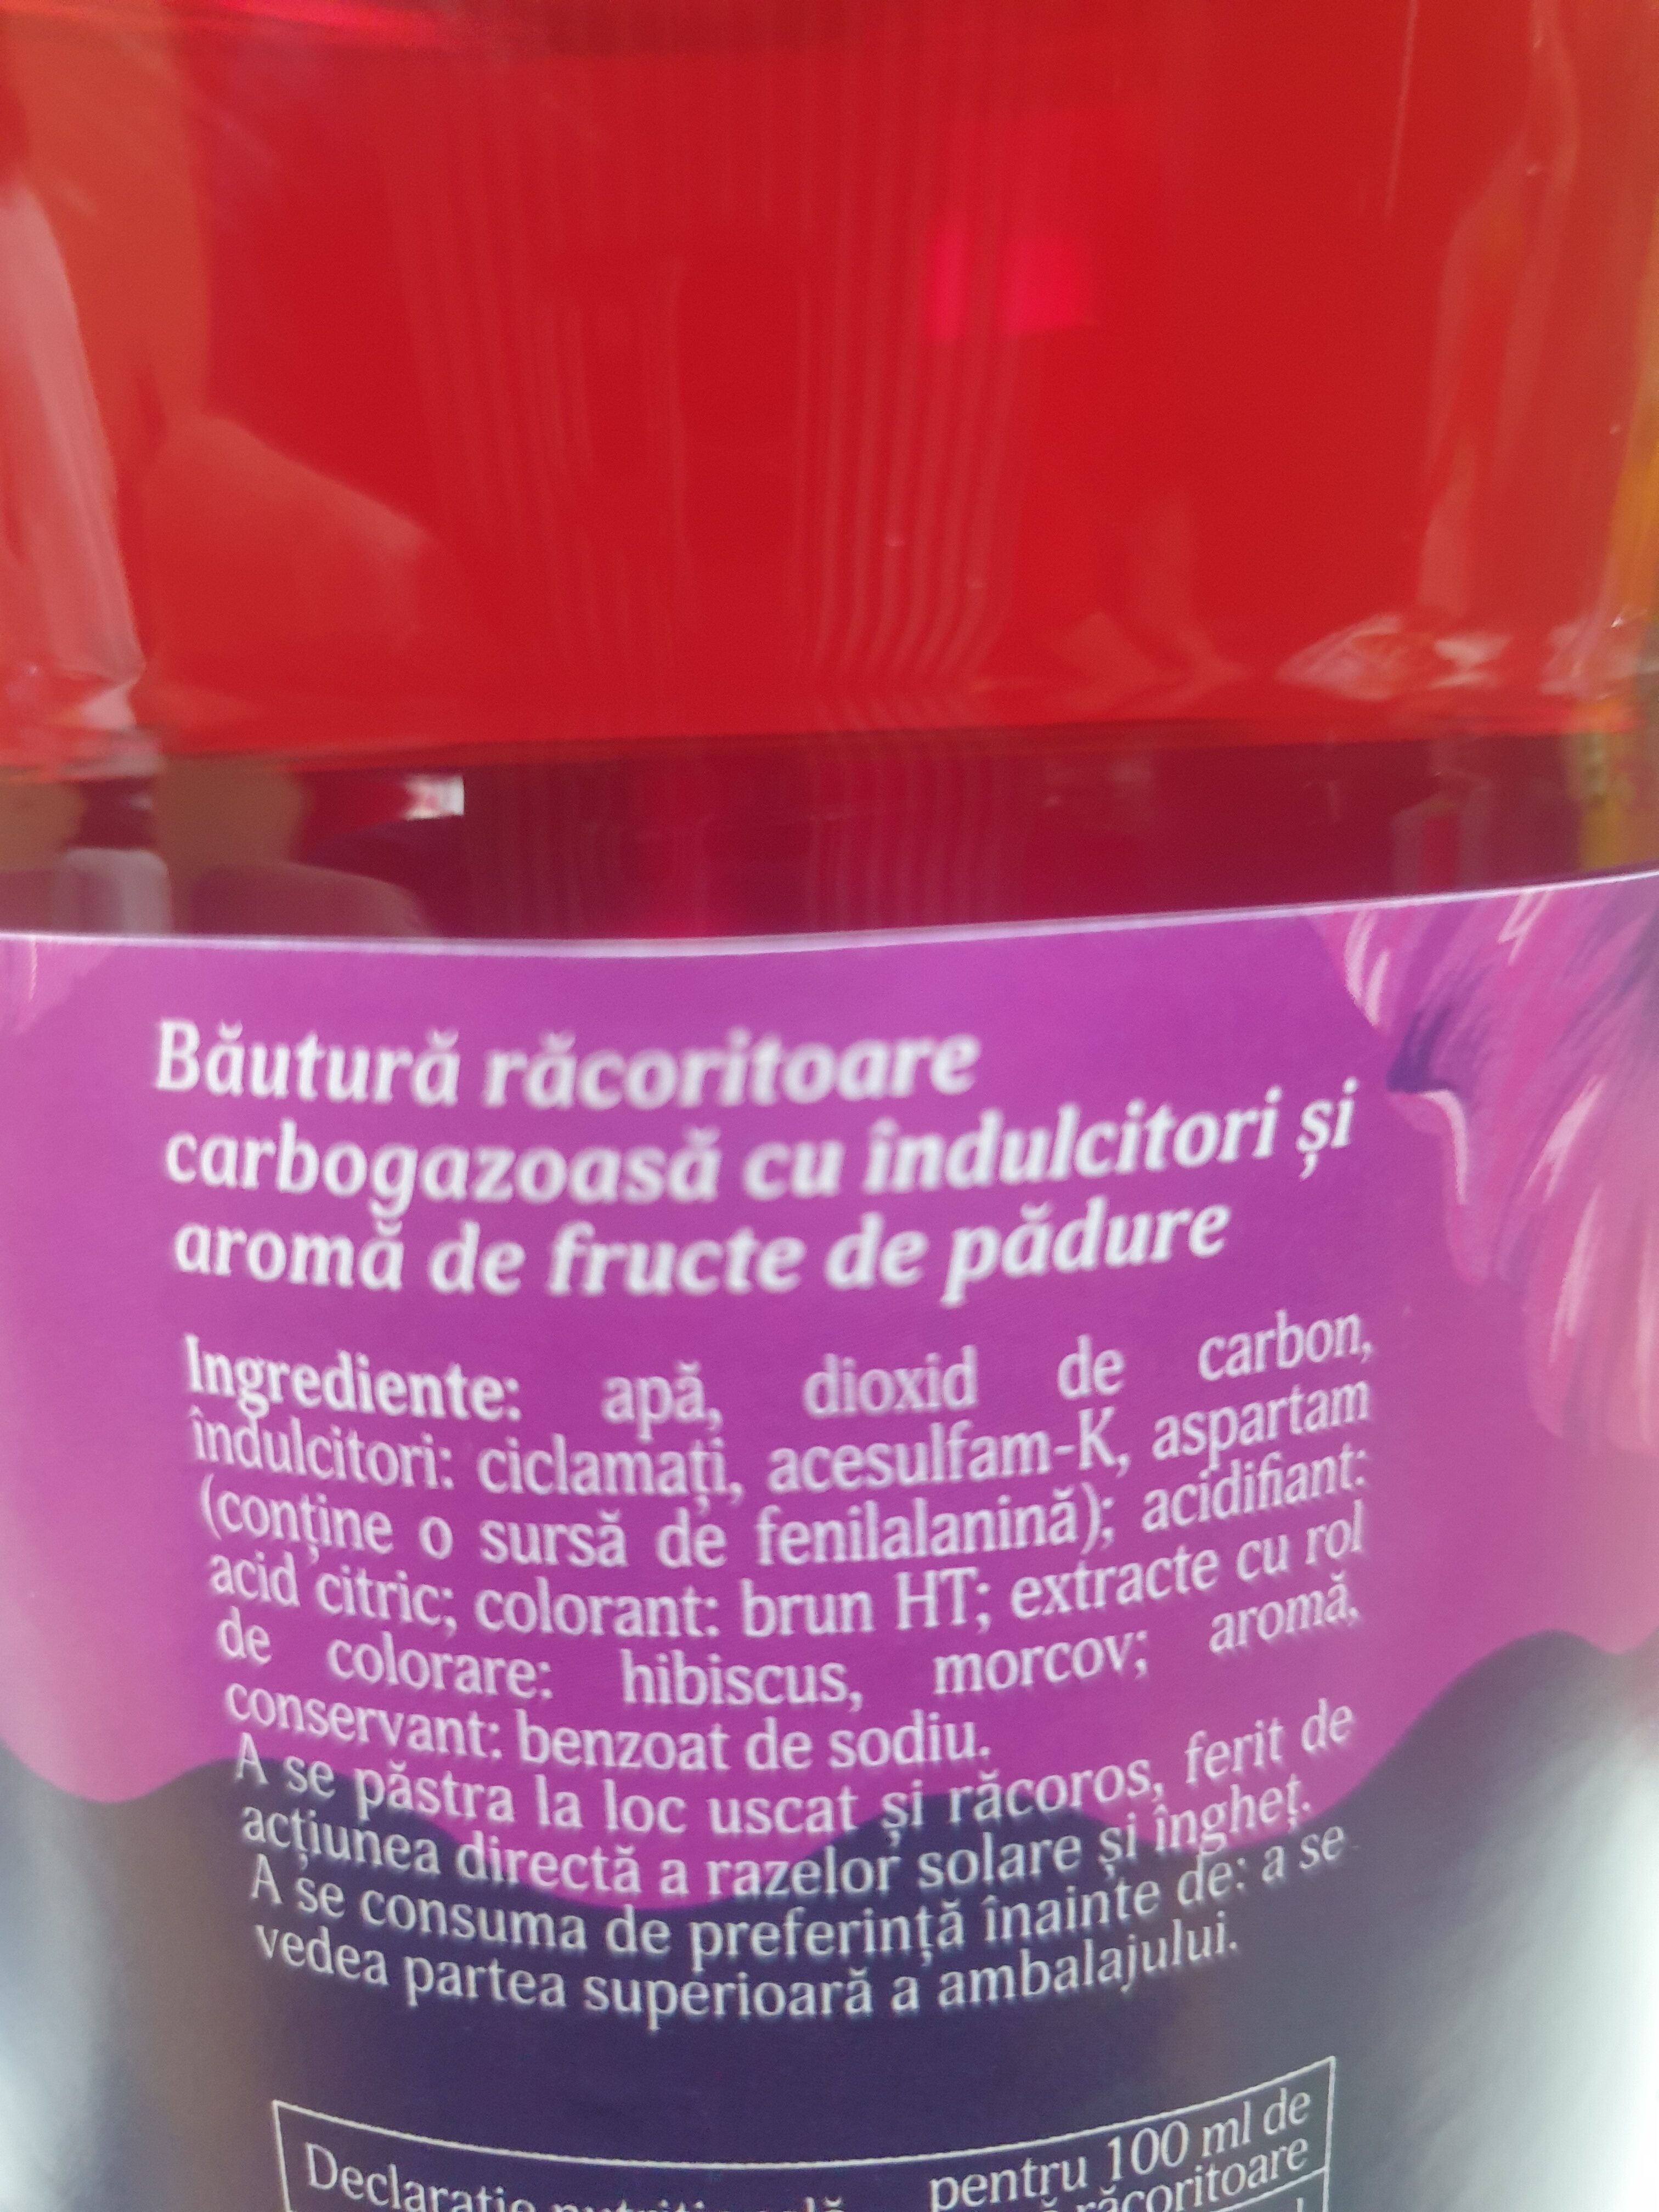 Băutură răcoritoare
carbogazoasă cu îndulcitori și
aromă de fructe de pădure
Ingrediente: apă, dioxid de carbon,
îndulcitori: ciclamați, acesulfam-K, aspartam
(conține o sursă de fenilalanină); acidifiant:
acid citric; colorant: brun HT; extracte cu rol
de colorare: hibiscus, morcov; aromă,
conservant: benzoat de sodiu.
A se păstra la loc uscat și răcoros, ferit de
acțiunea directă a razelor solare și îngheț.
A se consuma de preferință înainte de: a se
vedea partea superioară a ambalajului.
pentru 100 ml de
Declarație nutrițională
răcoritoare